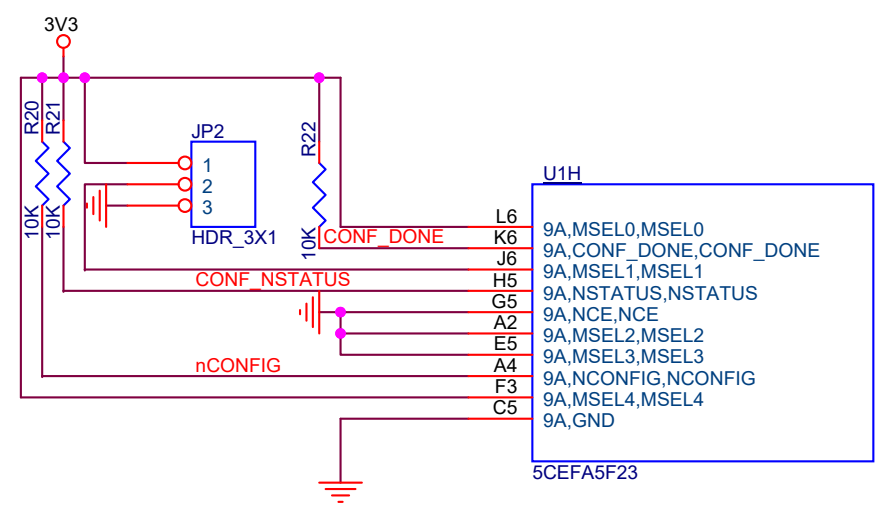 3V3
R20
R21
10K
10K
JP2
1
2
3
HDR_3X1
R22
10K
CONF_DONE
CONF_NSTATUS
nCONFIG
U1H
L6 9A,MSEL0,MSEL0
K6 9A,CONF_DONE,CONF_DONE
J6 9A,MSEL1,MSEL1
H5 9A,NSTATUS,NSTATUS
G5 9A,NCE,NCE
A2 9A,MSEL2,MSEL2
E5 9A,MSEL3,MSEL3
A4 9A,NCONFIG,NCONFIG
F3 9A,MSEL4,MSEL4
C5 9A,GND
5CEFA5F23